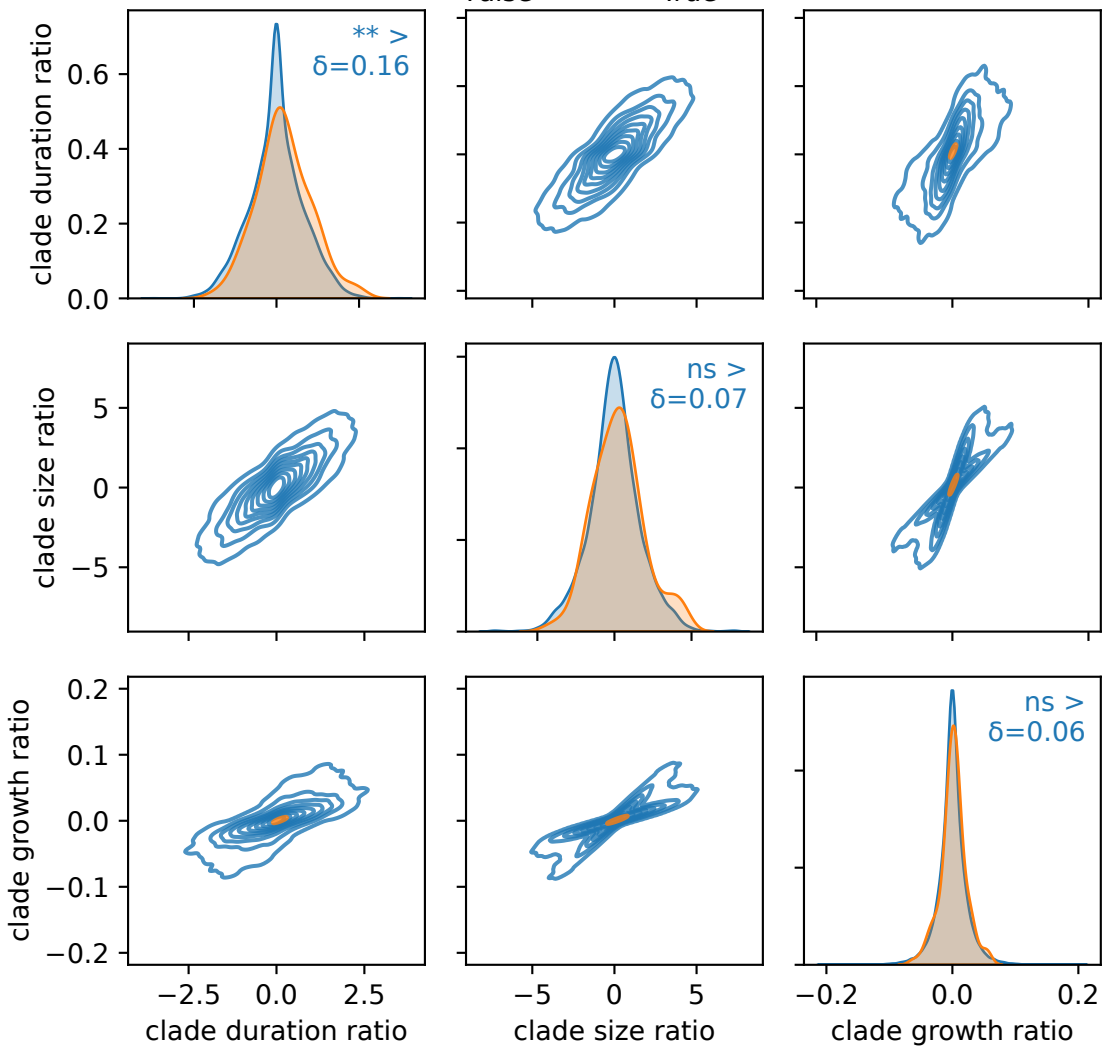 clade duration ratio
0.6
0.4
0.2
0.0
** >
δ=0.16
clade size ratio
5
0
−5
ns >
δ=0.07
clade growth ratio
0.2
0.1
0.0
−0.1
−0.2
ns >
δ=0.06
−2.5 0.0 2.5
−5 0 5
−0.2 0.0 0.2
clade duration ratio
clade size ratio
clade growth ratio